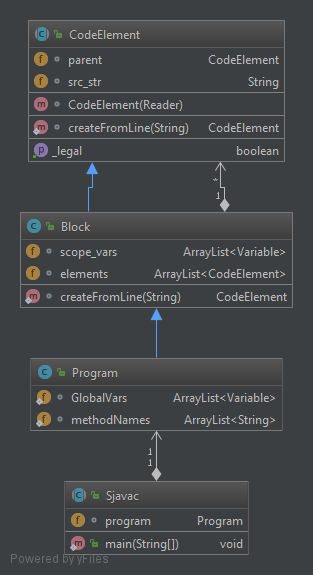 CodeElement
parent CodeElement
src_str String
CodeElement(Reader)
createFromLine(String) CodeElement
_legal boolean
*
1
Block
scope_vars ArrayList<Variable>
elements ArrayList<CodeElement>
createFromLine(String) CodeElement
Program
GlobalVars ArrayList<Variable>
methodNames ArrayList<String>
1
1
Sjavac
program Program
main(String[]) void
Powered by yFiles